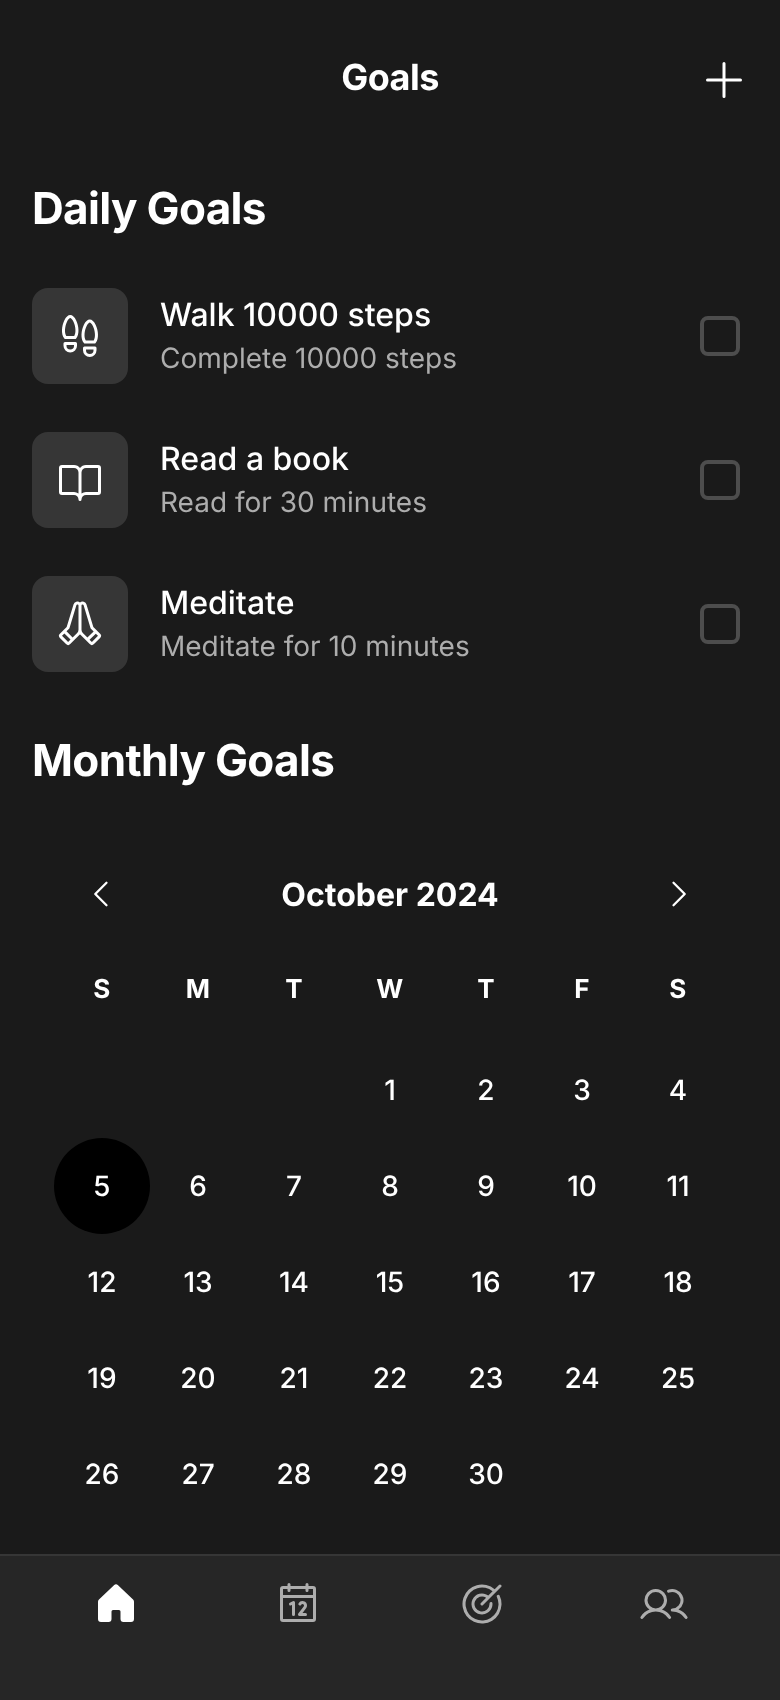 Goals
Daily Goals
Walk 10000 steps
Complete 10000 steps
Read a book
Read for 30 minutes
Meditate
Meditate for 10 minutes
Monthly Goals
October 2024
S M T W T F S
1 2 3 4
5 6 7 8 9 10 11
12 13 14 15 16 17 18
19 20 21 22 23 24 25
26 27 28 29 30
12